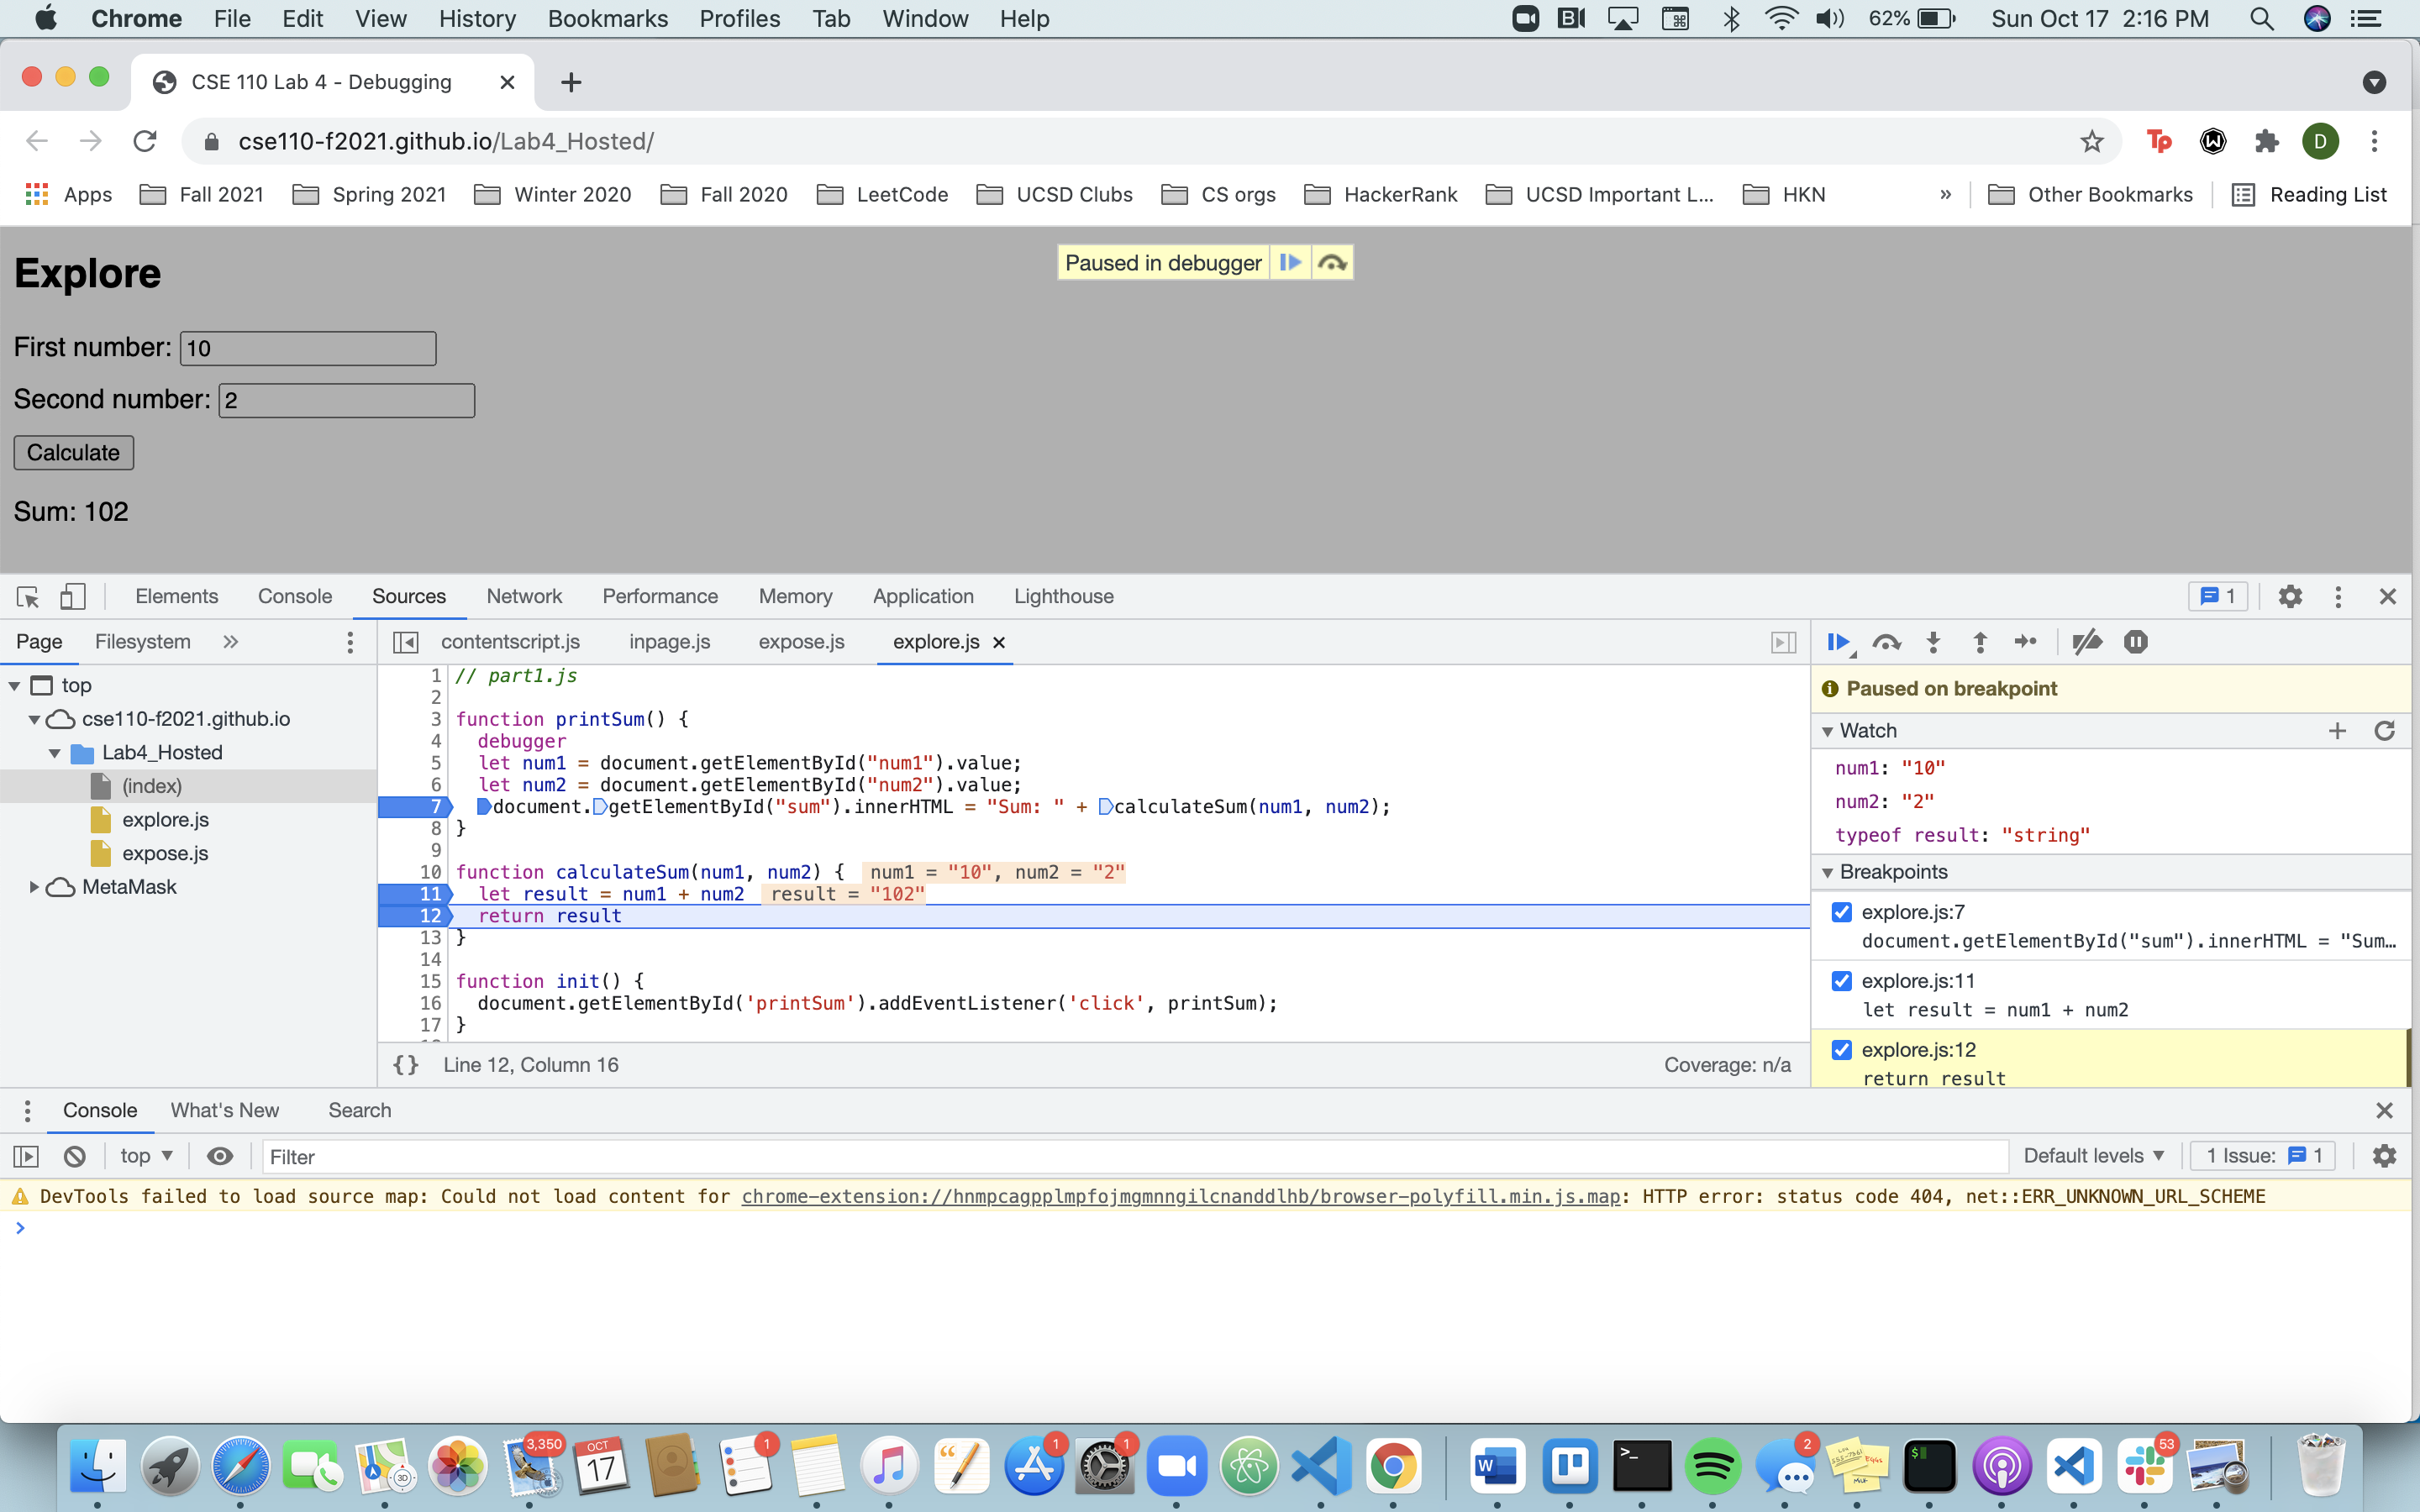 Chrome File Edit View History Bookmarks Profiles Tab Window Help 62% Sun Oct 17 2:16 PM
CSE 110 Lab 4 - Debugging
cse110-f2021.github.io/Lab4_Hosted/
Tp W D
Apps Fall 2021 Spring 2021 Winter 2020 Fall 2020 LeetCode UCSD Clubs CS orgs HackerRank UCSD Important L... HKN » Other Bookmarks Reading List
Paused in debugger
Explore
First number: 10
Second number: 2
Calculate
Sum: 102
Elements Console Sources Network Performance Memory Application Lighthouse 1
Page Filesystem »
contentscript.js inpage.js expose.js explore.js
top
cse110-f2021.github.io
Lab4_Hosted
(index)
explore.js
expose.js
MetaMask
1 // part1.js
2
3 function printSum() {
4 debugger
5 let num1 = document.getElementById("num1").value;
6 let num2 = document.getElementById("num2").value;
7 document.getElementById("sum").innerHTML = "Sum: " + calculateSum(num1, num2);
8 }
9
10 function calculateSum(num1, num2) { num1 = "10", num2 = "2"
11 let result = num1 + num2 result = "102"
12 return result
13 }
14
15 function init() {
16 document.getElementById('printSum').addEventListener('click', printSum);
17 }
{} Line 12, Column 16 Coverage: n/a
Paused on breakpoint
Watch
num1: "10"
num2: "2"
typeof result: "string"
Breakpoints
explore.js:7
document.getElementById("sum").innerHTML = "Sum…
explore.js:11
let result = num1 + num2
explore.js:12
return result
Console What's New Search
top Filter Default levels 1 Issue: 1
DevTools failed to load source map: Could not load content for chrome-extension://hnmpcagpplmpfojmgmnngilcnanddlhb/browser-polyfill.min.js.map: HTTP error: status code 404, net::ERR_UNKNOWN_URL_SCHEME
>
3,350 OCT 17 1 1 1 2 53
3D W >_ $